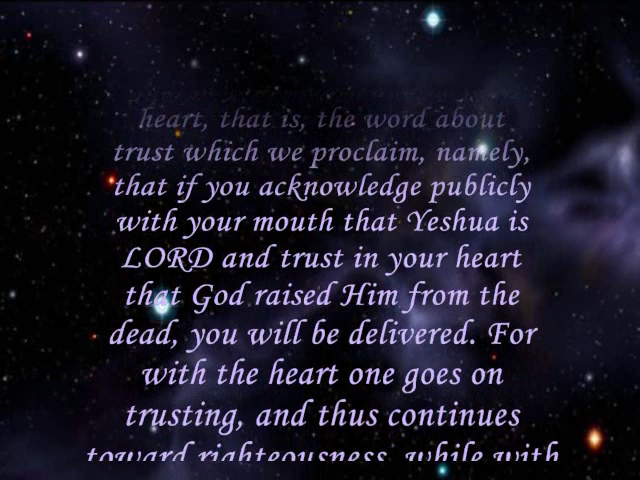 heart, that is, the word about
trust which we proclaim, namely,
that if you acknowledge publicly
with your mouth that Yeshua is
LORD and trust in your heart
that God raised Him from the
dead, you will be delivered. For
with the heart one goes on
trusting, and thus continues
toward righteousness, while with